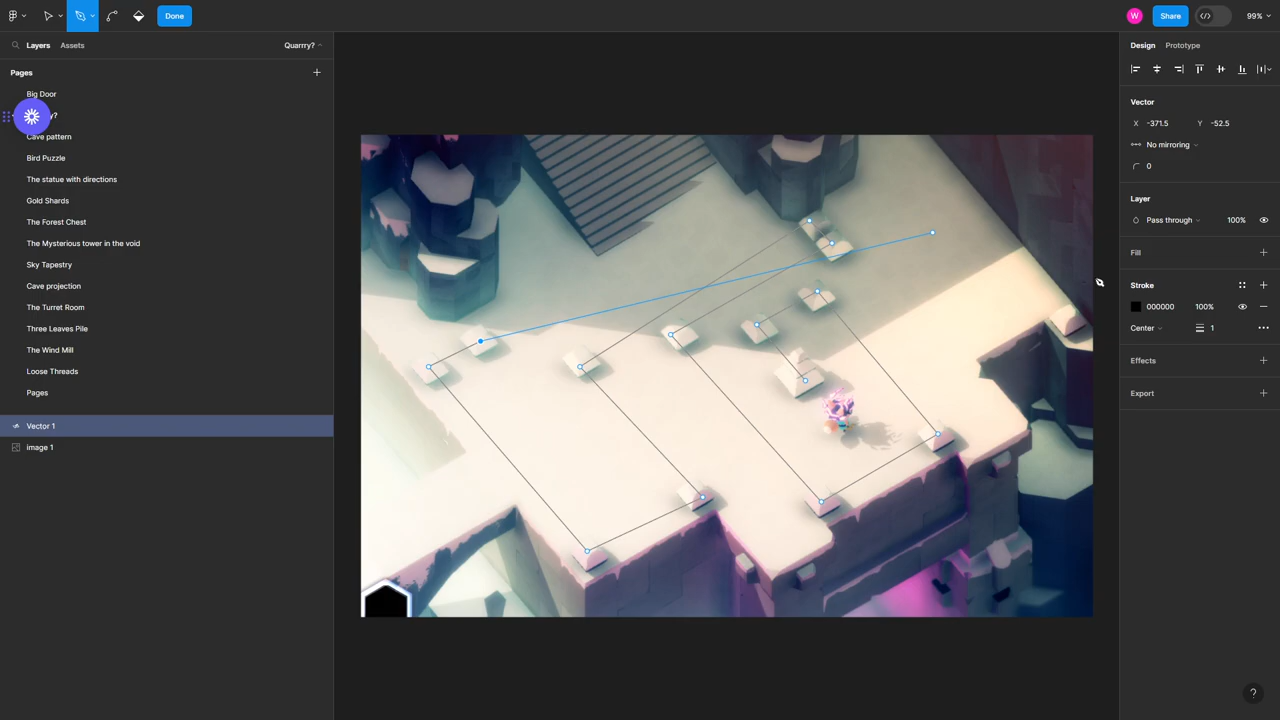 Done
W
Share
99%
Layers
Assets
Quarrry?
Design
Prototype
Pages
Big Door
y?
Cave pattern
Bird Puzzle
The statue with directions
Gold Shards
The Forest Chest
The Mysterious tower in the void
Sky Tapestry
Cave projection
The Turret Room
Three Leaves Pile
The Wind Mill
Loose Threads
Pages
Vector 1
image 1
Vector
X -371.5 Y -52.5
No mirroring
0
Layer
Pass through 100%
Fill
Stroke
000000 100%
Center 1
Effects
Export
?